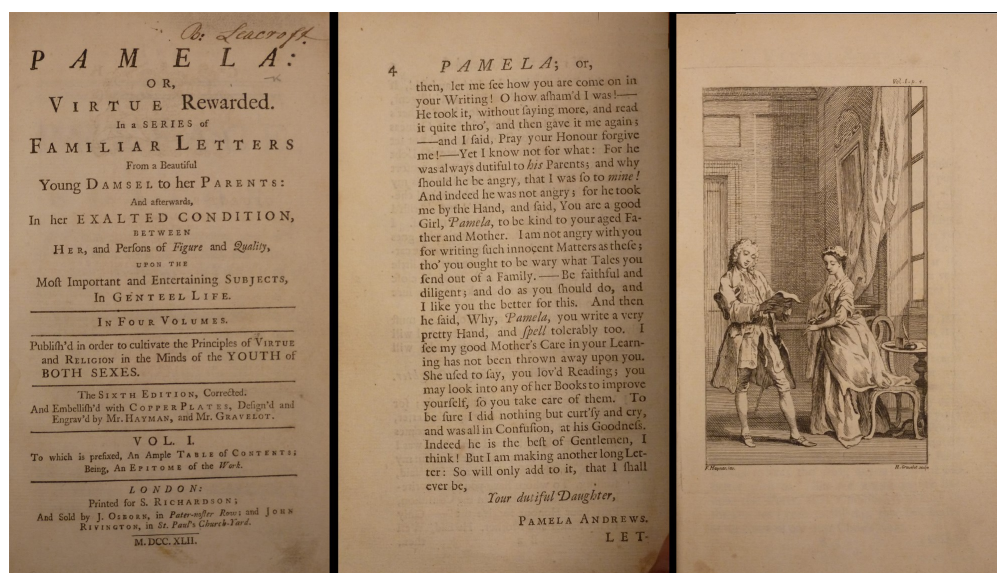 B: Leacroft.
PAMELA:
OR,
VIRTUE Rewarded.
In a SERIES of
FAMILIAR LETTERS
From a Beautiful
Young DAMSEL to her PARENTS:
And afterwards,
In her EXALTED CONDITION,
BETWEEN
HER, and Perſons of Figure and Quality,
UPON THE
Moſt Important and Entertaining SUBJECTS,
In GENTEEL LIFE.
IN FOUR VOLUMES.
Publiſh'd in order to cultivate the Principles of VIRTUE
and RELIGION in the Minds of the YOUTH of
BOTH SEXES.
The SIXTH EDITION, Corrected.
And Embelliſh'd with COPPER PLATES, Deſign'd and
Engrav'd by Mr. HAYMAN, and Mr. GRAVELOT.
VOL. I.
To which is prefixed, An Ample TABLE of CONTENTS;
Being, An EPITOME of the Work.
LONDON:
Printed for S. RICHARDSON;
And Sold by J. OSBORN, in Pater-noſter Row; and JOHN
RIVINGTON, in St. Paul's Church-Yard.
M.DCC.XLII.
4 PAMELA; or,
then, let me ſee how you are come on in
your Writing! O how aſham'd I was!——
He took it, without ſaying more, and read
it quite thro', and then gave it me again;
——and I ſaid, Pray your Honour forgive
me!——Yet I know not for what: For he
was always dutiful to his Parents; and why
ſhould he be angry, that I was ſo to mine!
And indeed he was not angry; for he took
me by the Hand, and ſaid, You are a good
Girl, Pamela, to be kind to your aged Fa-
ther and Mother. I am not angry with you
for writing ſuch innocent Matters as theſe;
tho' you ought to be wary what Tales you
ſend out of a Family.——Be faithful and
diligent; and do as you ſhould do, and
I like you the better for this. And then
he ſaid, Why, Pamela, you write a very
pretty Hand, and ſpell tolerably too. I
ſee my good Mother's Care in your Learn-
ing has not been thrown away upon you.
She uſed to ſay, you lov'd Reading; you
may look into any of her Books to improve
yourſelf, ſo you take care of them. To
be ſure I did nothing but curt'ſy and cry,
and was all in Confuſion, at his Goodneſs.
Indeed he is the beſt of Gentlemen, I
think! But I am making another long Let-
ter: So will only add to it, that I ſhall
ever be,
Your dutiful Daughter,
PAMELA ANDREWS.
LET-
Vol. I. p. 4.
F. Hayman inv.
H. Gravelot sculp.